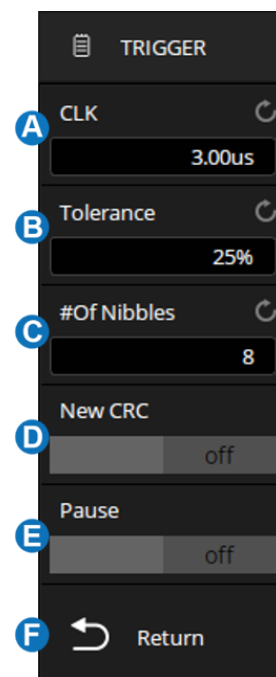 TRIGGER
A CLK
3.00us
B Tolerance
25%
C #Of Nibbles
8
D New CRC
off
E Pause
off
F Return